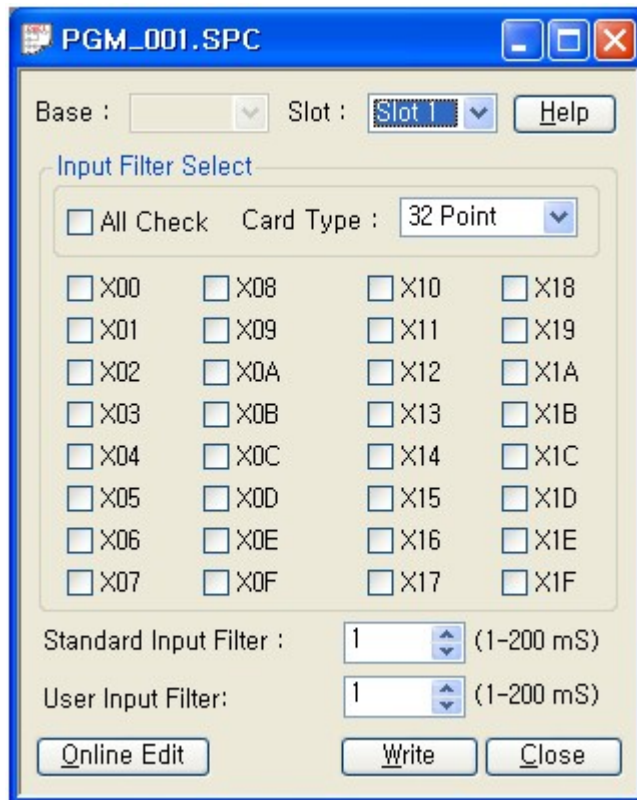 PGM_001.SPC
Base : Slot : Slot 1 Help
Input Filter Select
All Check Card Type : 32 Point
X00 X08 X10 X18
X01 X09 X11 X19
X02 X0A X12 X1A
X03 X0B X13 X1B
X04 X0C X14 X1C
X05 X0D X15 X1D
X06 X0E X16 X1E
X07 X0F X17 X1F
Standard Input Filter : 1 (1-200 mS)
User Input Filter: 1 (1-200 mS)
Online Edit Write Close